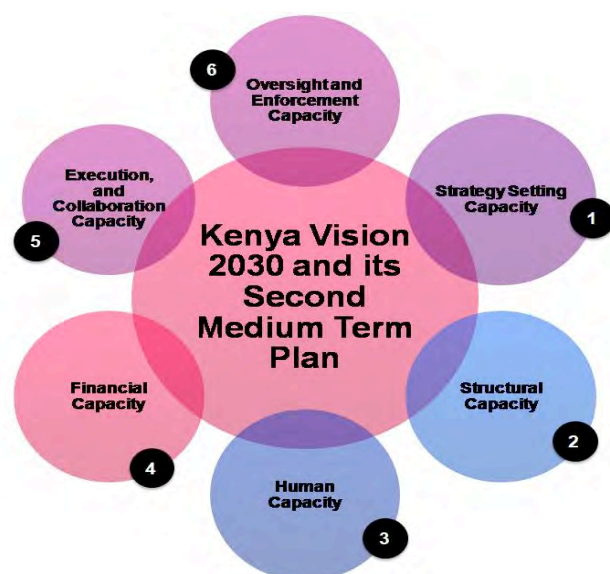 6
Oversight and
Enforcement
Capacity
Execution,
and
Collaboration
Capacity
5
Strategy Setting
Capacity
1
Kenya Vision
2030 and its
Second
Medium Term
Plan
Financial
Capacity
4
Structural
Capacity
2
Human
Capacity
3